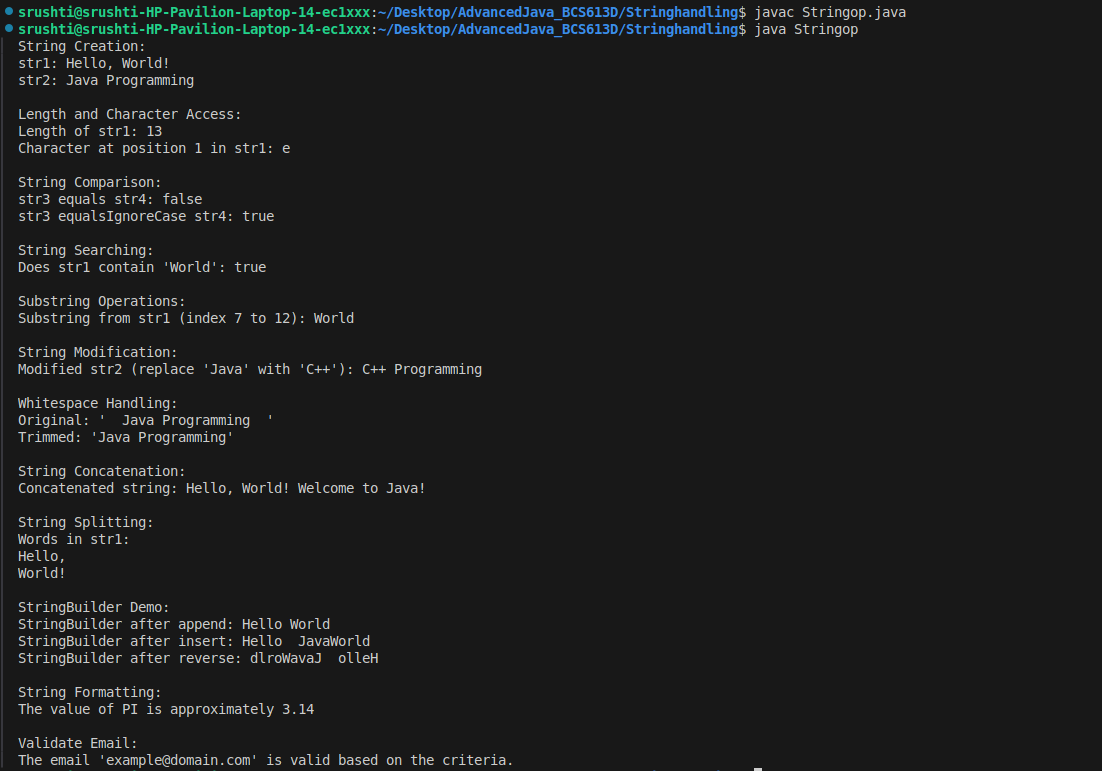 srushti@srushti-HP-Pavilion-Laptop-14-ec1xxx:~/Desktop/AdvancedJava_BCS613D/Stringhandling$ javac Stringop.java
srushti@srushti-HP-Pavilion-Laptop-14-ec1xxx:~/Desktop/AdvancedJava_BCS613D/Stringhandling$ java Stringop
String Creation:
str1: Hello, World!
str2: Java Programming

Length and Character Access:
Length of str1: 13
Character at position 1 in str1: e

String Comparison:
str3 equals str4: false
str3 equalsIgnoreCase str4: true

String Searching:
Does str1 contain 'World': true

Substring Operations:
Substring from str1 (index 7 to 12): World

String Modification:
Modified str2 (replace 'Java' with 'C++'): C++ Programming

Whitespace Handling:
Original: '  Java Programming  '
Trimmed: 'Java Programming'

String Concatenation:
Concatenated string: Hello, World! Welcome to Java!

String Splitting:
Words in str1:
Hello,
World!

StringBuilder Demo:
StringBuilder after append: Hello World
StringBuilder after insert: Hello  JavaWorld
StringBuilder after reverse: dlroWavaJ  olleH

String Formatting:
The value of PI is approximately 3.14

Validate Email:
The email 'example@domain.com' is valid based on the criteria.